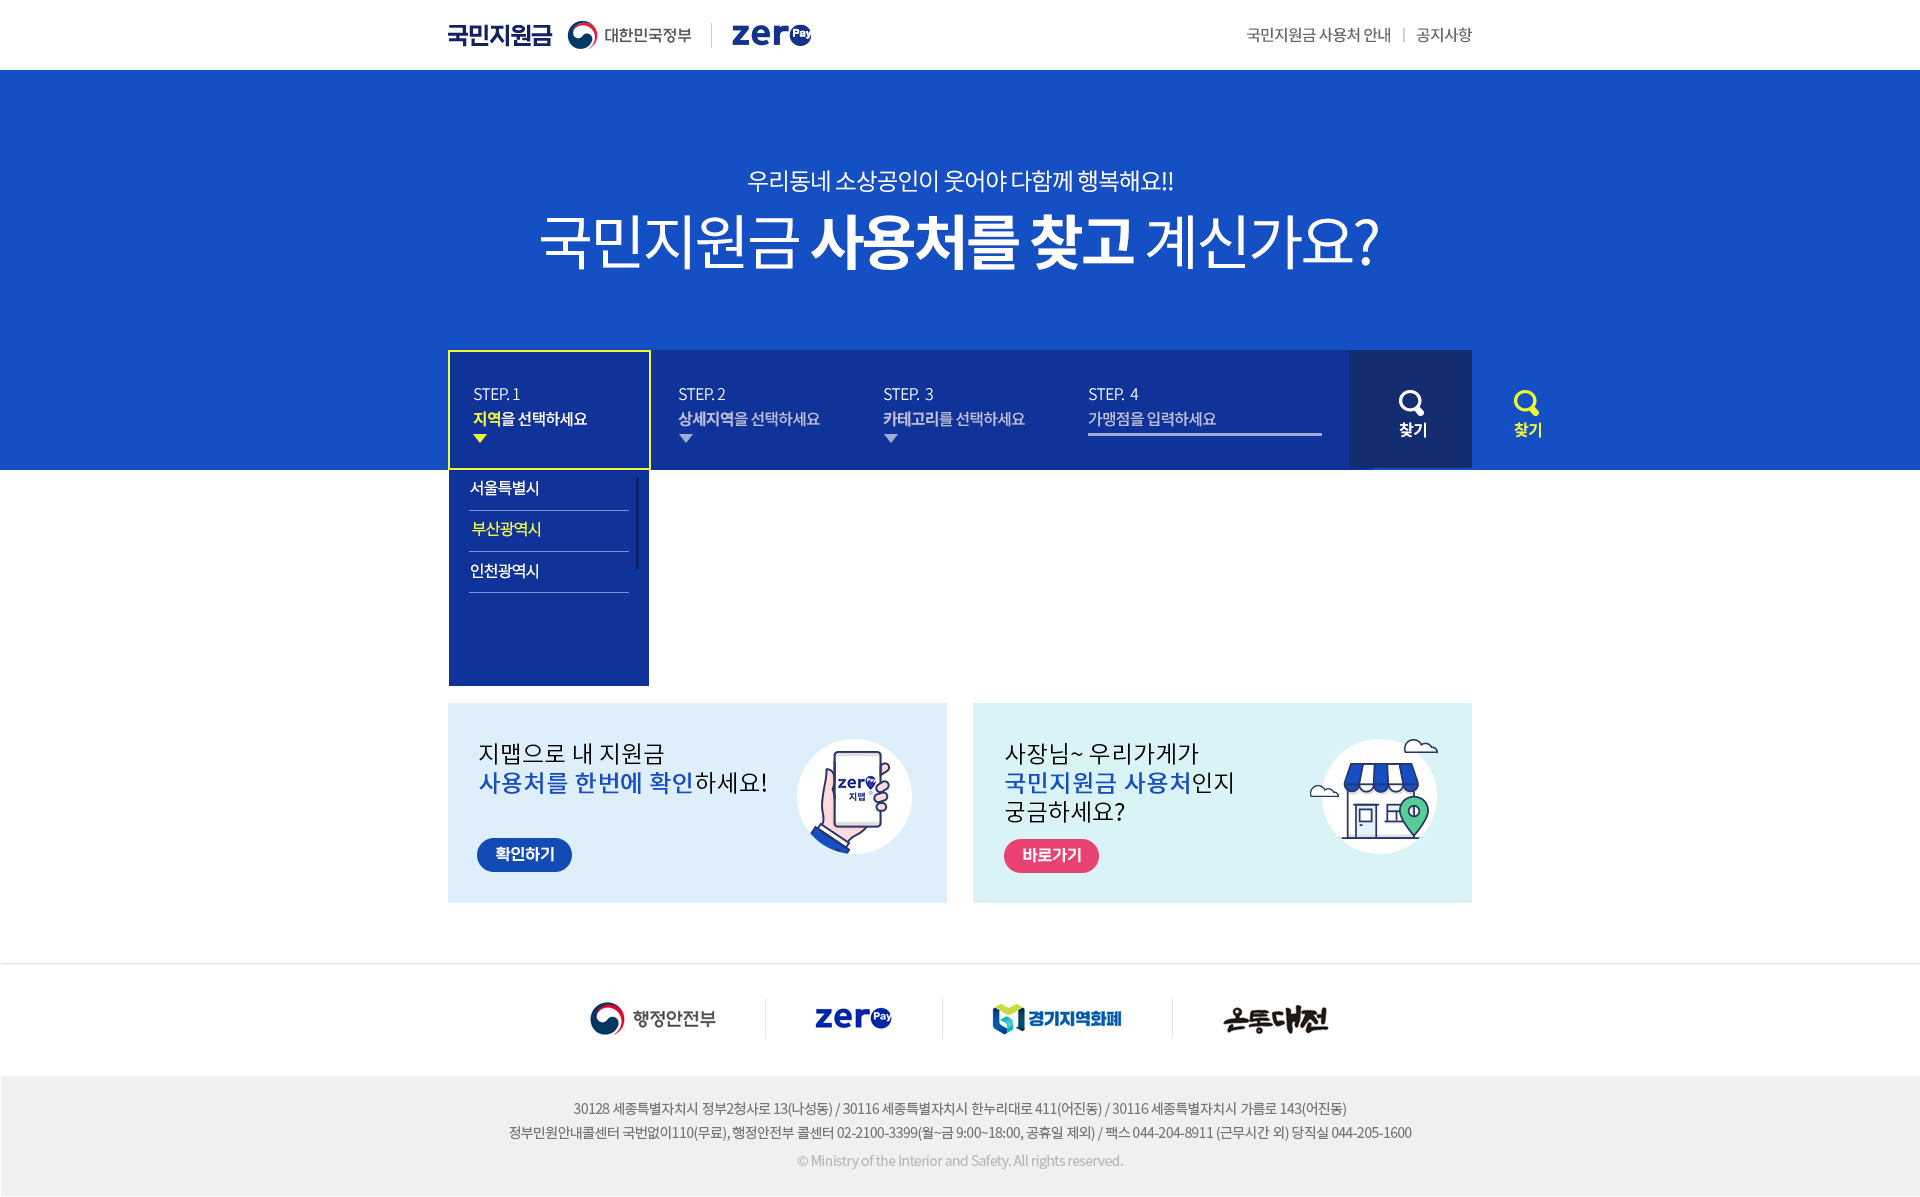 국민지원금 대한민국정부 zero Pay 국민지원금 사용처 안내 | 공지사항
우리동네 소상공인이 웃어야 다함께 행복해요!!
국민지원금 사용처를 찾고 계신가요?
STEP. 1
지역을 선택하세요
STEP. 2
상세지역을 선택하세요
STEP. 3
카테고리를 선택하세요
STEP. 4
가맹점을 입력하세요
찾기
찾기
서울특별시
부산광역시
인천광역시
지맵으로 내 지원금
사용처를 한번에 확인하세요!
확인하기
zero Pay
지맵
사장님~ 우리가게가
국민지원금 사용처인지
궁금하세요?
바로가기
행정안전부 zero Pay 경기지역화폐 온통대전
30128 세종특별자치시 정부2청사로 13(나성동) / 30116 세종특별자치시 한누리대로 411(어진동) / 30116 세종특별자치시 가름로 143(어진동)
정부민원안내콜센터 국번없이110(무료), 행정안전부 콜센터 02-2100-3399(월~금 9:00~18:00, 공휴일 제외) / 팩스 044-204-8911 (근무시간 외) 당직실 044-205-1600
© Ministry of the Interior and Safety. All rights reserved.